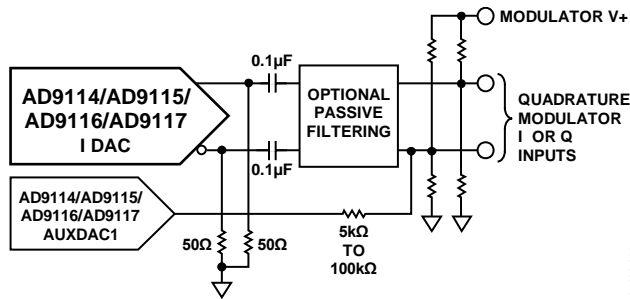 MODULATOR V+
0.1µF
AD9114/AD9115/
AD9116/AD9117
I DAC
OPTIONAL
PASSIVE
FILTERING
QUADRATURE
MODULATOR
I OR Q
INPUTS
0.1µF
AD9114/AD9115/
AD9116/AD9117
AUXDAC1
50Ω
50Ω
5kΩ
TO
100kΩ